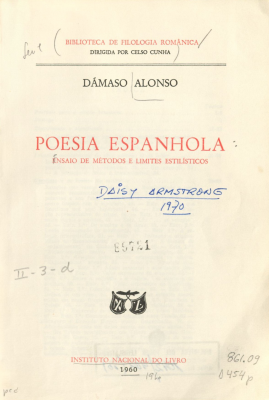 BIBLIOTECA DE FILOLOGIA ROMÂNICA
DIRIGIDA POR CELSO CUNHA
DÁMASO ALONSO
POESIA ESPANHOLA
ENSAIO DE MÉTODOS E LIMITES ESTILÍSTICOS
DAISY ARMSTRONG
1970
II-3-d
INSTITUTO NACIONAL DO LIVRO
1960
861.09